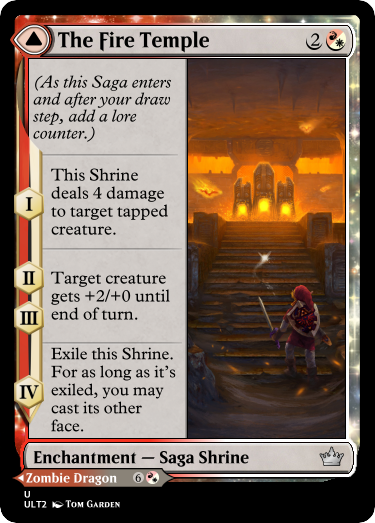 The Fire Temple 2
(As this Saga enters
and after your draw
step, add a lore
counter.)
I
This Shrine
deals 4 damage
to target tapped
creature.
II
III
Target creature
gets +2/+0 until
end of turn.
IV
Exile this Shrine.
For as long as it's
exiled, you may
cast its other
face.
Enchantment — Saga Shrine
Zombie Dragon 6
U
ULT2 Tom Garden